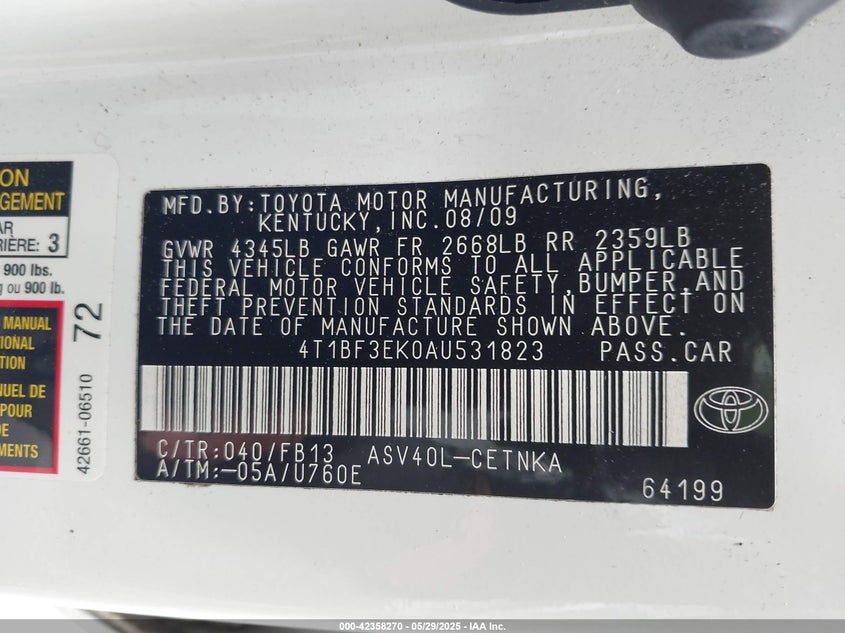 ON
GEMENT
AR
RIÈRE: 3
900 lbs.
g ou 900 lb.
MANUAL
TIONAL
TION
NUEL DE
POUR
DE
MENTS
42661-06510 72
MFD.BY:TOYOTA MOTOR MANUFACTURING,
KENTUCKY,INC.08/09
GVWR 4345LB GAWR FR 2668LB RR 2359LB
THIS VEHICLE CONFORMS TO ALL APPLICABLE
FEDERAL MOTOR VEHICLE SAFETY,BUMPER,AND
THEFT PREVENTION STANDARDS IN EFFECT ON
THE DATE OF MANUFACTURE SHOWN ABOVE.
4T1BF3EK0AU531823 PASS.CAR
C/TR:040/FB13 ASV40L-CETNKA
A/TM:-05A/U760E
64199
000-42358270 - 05/29/2025 - IAA Inc.